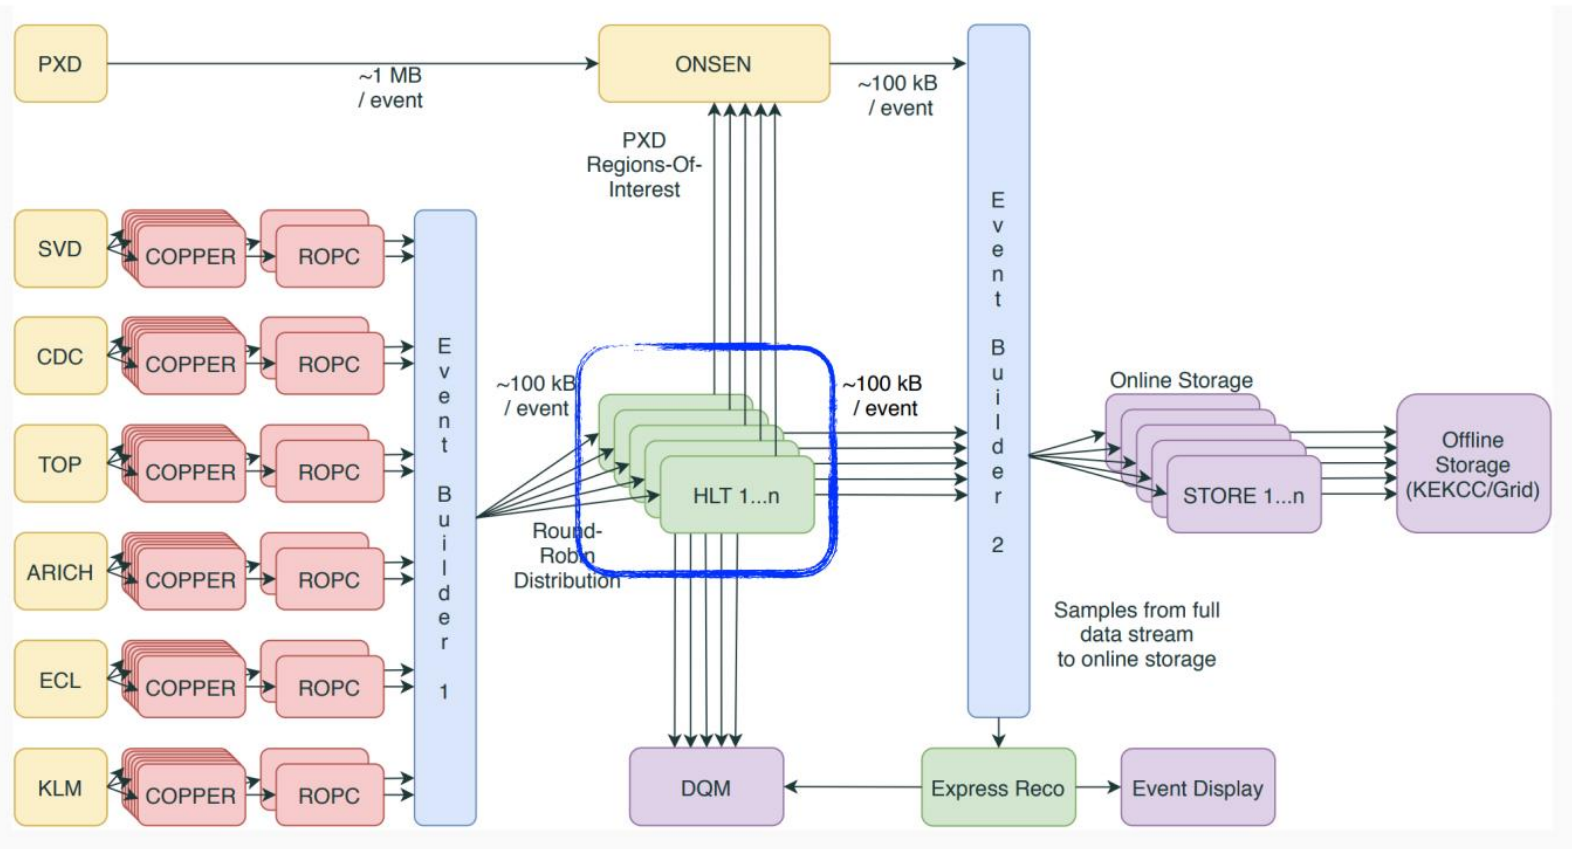 PXD
~1 MB
/ event
ONSEN
~100 kB
/ event
PXD
Regions-Of-
Interest
SVD
COPPER
ROPC
CDC
COPPER
ROPC
TOP
COPPER
ROPC
ARICH
COPPER
ROPC
ECL
COPPER
ROPC
KLM
COPPER
ROPC
Event Builder 1
~100 kB
/ event
Round-
Robin
Distribution
HLT 1...n
~100 kB
/ event
Event Builder 2
Online Storage
STORE 1...n
Offline
Storage
(KEKCC/Grid)
Samples from full
data stream
to online storage
DQM
Express Reco
Event Display